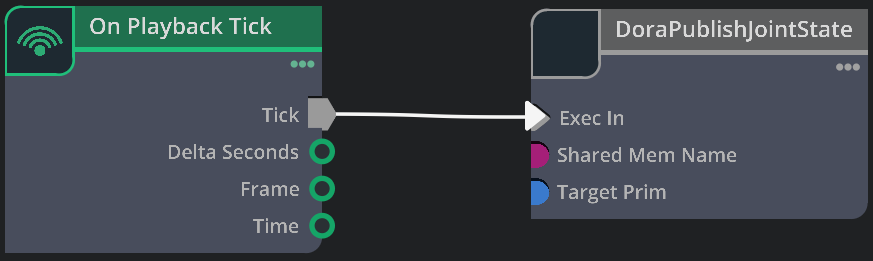 On Playback Tick
Tick
Delta Seconds
Frame
Time
DoraPublishJointState
Exec In
Shared Mem Name
Target Prim